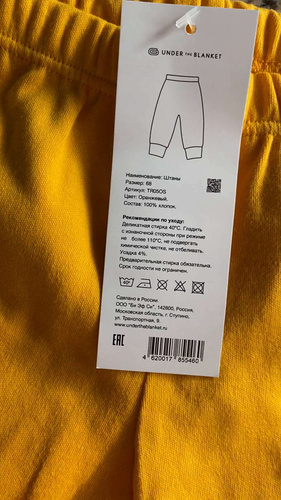 UNDER THE BLANKET
Наименование: Штаны
Размер: 68
Артикул: TR05OS
Цвет: Оранжевый.
Состав: 100% хлопок.
Рекомендации по уходу:
Деликатная стирка 40°C. Гладить
с изнаночной стороны при режиме
не более 110°C, не подвергать
химической чистке, не отбеливать.
Усадка 4%.
Предварительная стирка обязательна.
Срок годности не ограничен.
40°
Сделано в России.
ООО "Би Эф Си", 142800, Россия,
Московская область, г. Ступино,
ул. Транспортная, 9.
www.undertheblanket.ru
EAC
4 620017 855460